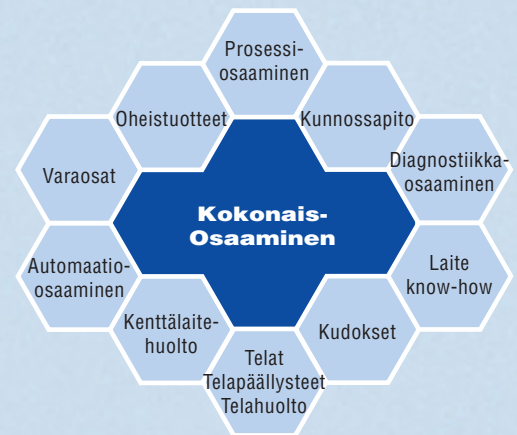 Prosessi-
osaaminen
Oheistuotteet
Kunnossapito
Varaosat
Diagnostiikka-
osaaminen
Kokonais-
Osaaminen
Automaatio-
osaaminen
Laite
know-how
Kenttälaite-
huolto
Kudokset
Telat
Telapäällysteet
Telahuolto